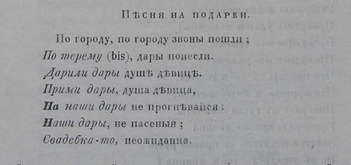 ПѢСНЯ НА ПОДАРКИ.
По городу, по городу звоны пошли;
По терему (bis), дары понесли.
Дарили дары душѣ дѣвицѣ.
Прими дары, душа дѣвица,
На наши дары не прогнѣвайся:
Наши дары, не пасеныя;
Свадебка-то, неожиданна.